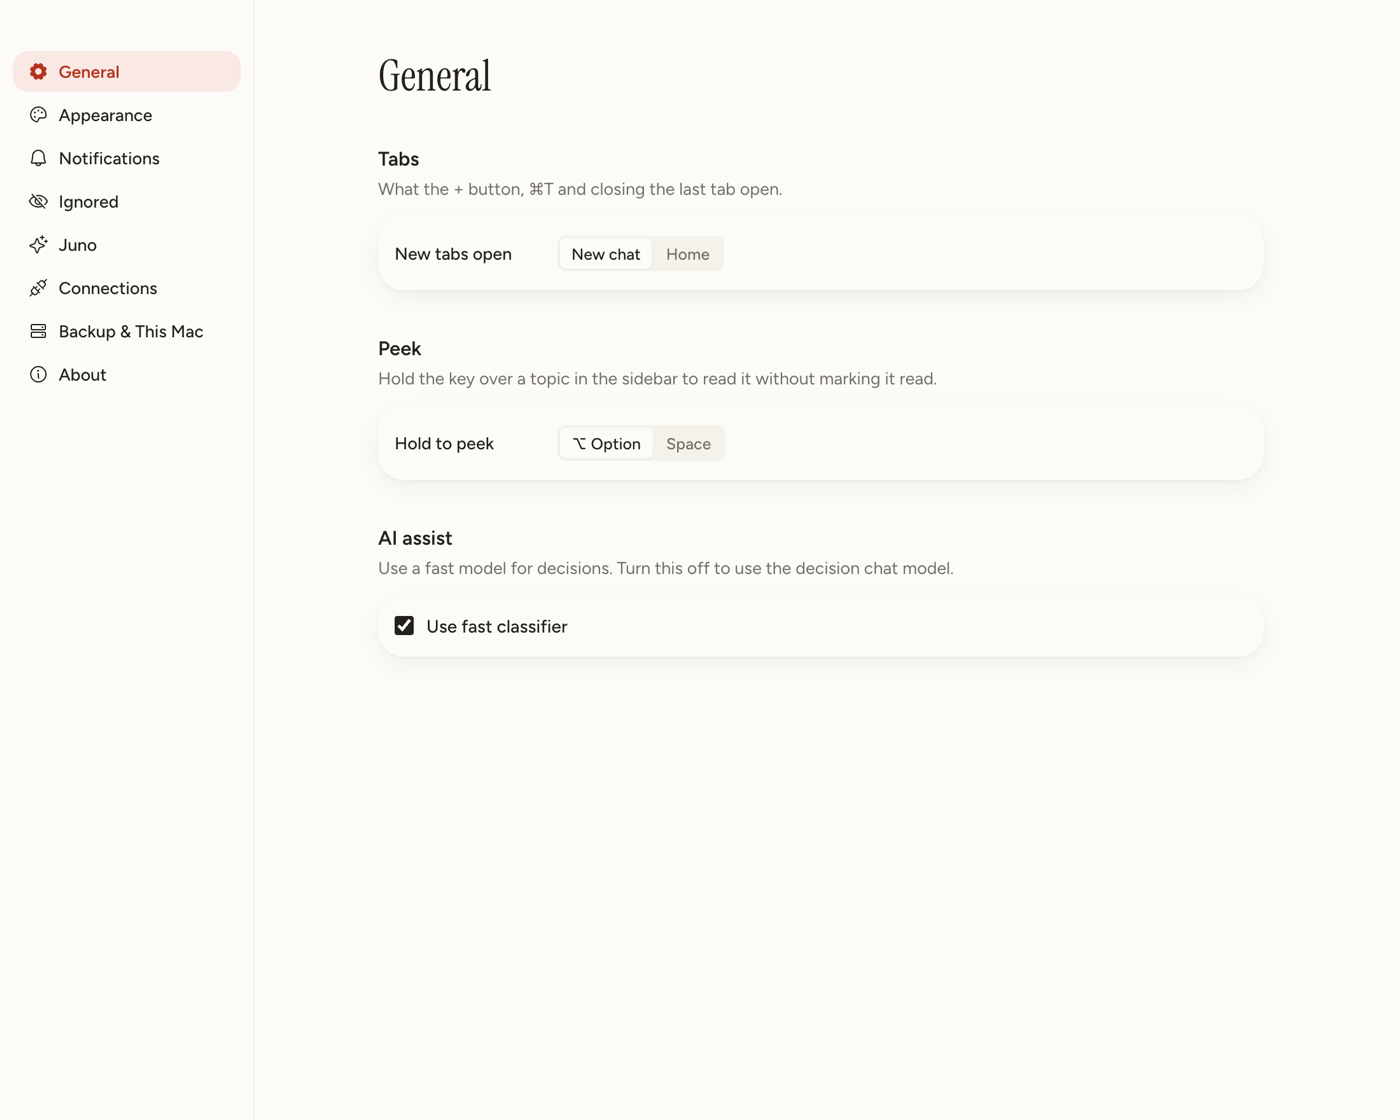 General
Appearance
Notifications
Ignored
Juno
Connections
Backup & This Mac
About
General
Tabs
What the + button, ⌘T and closing the last tab open.
New tabs open New chat Home
Peek
Hold the key over a topic in the sidebar to read it without marking it read.
Hold to peek ⌥ Option Space
AI assist
Use a fast model for decisions. Turn this off to use the decision chat model.
Use fast classifier